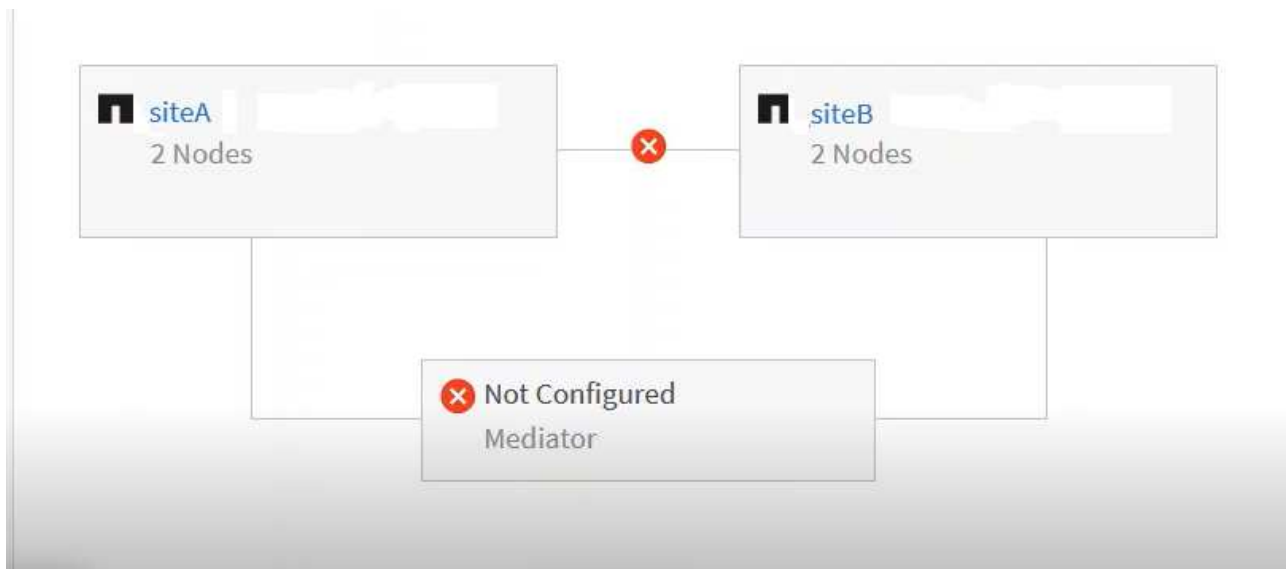 siteA
2 Nodes
siteB
2 Nodes
Not Configured
Mediator